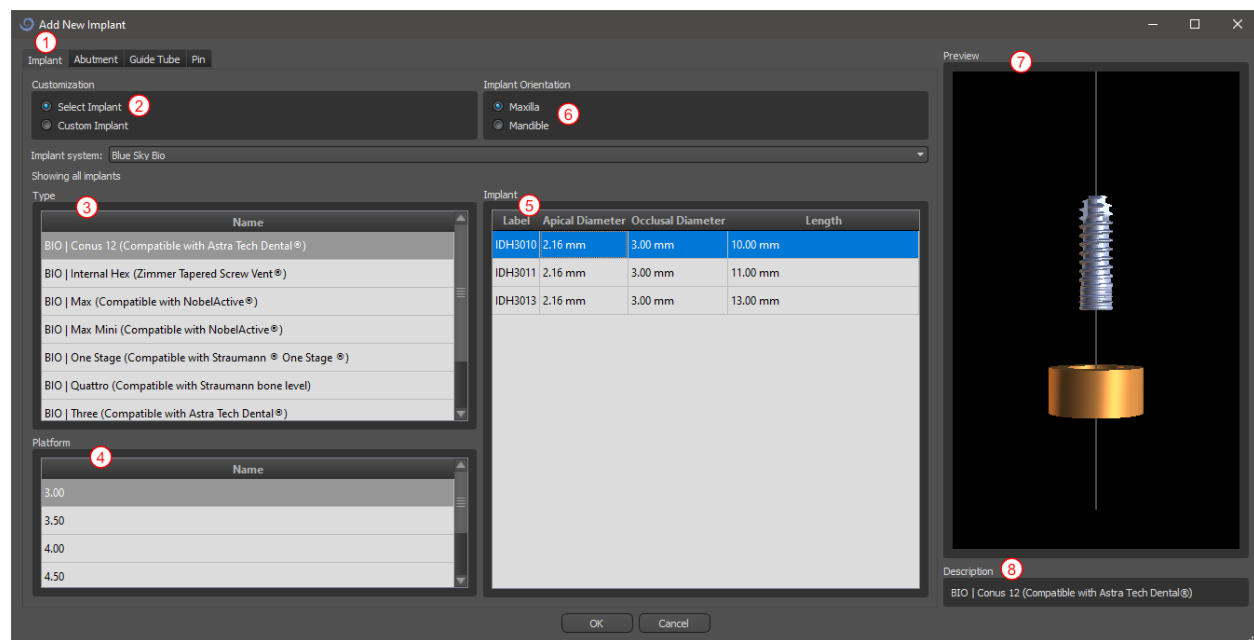 Add New Implant
1
Implant Abutment Guide Tube Pin
Customization
Select Implant 2
Custom Implant
Implant Orientation
Maxilla
Mandible
6
Implant system: Blue Sky Bio
Showing all implants
Type
3
Name
BIO | Conus 12 (Compatible with Astra Tech Dental®)
BIO | Internal Hex (Zimmer Tapered Screw Vent®)
BIO | Max (Compatible with NobelActive®)
BIO | Max Mini (Compatible with NobelActive®)
BIO | One Stage (Compatible with Straumann ® One Stage ®)
BIO | Quattro (Compatible with Straumann bone level)
BIO | Three (Compatible with Astra Tech Dental®)
Platform
4
Name
3.00
3.50
4.00
4.50
Implant
5
Label Apical Diameter Occlusal Diameter Length
IDH3010 2.16 mm 3.00 mm 10.00 mm
IDH3011 2.16 mm 3.00 mm 11.00 mm
IDH3013 2.16 mm 3.00 mm 13.00 mm
Preview
7
Description 8
BIO | Conus 12 (Compatible with Astra Tech Dental®)
OK Cancel